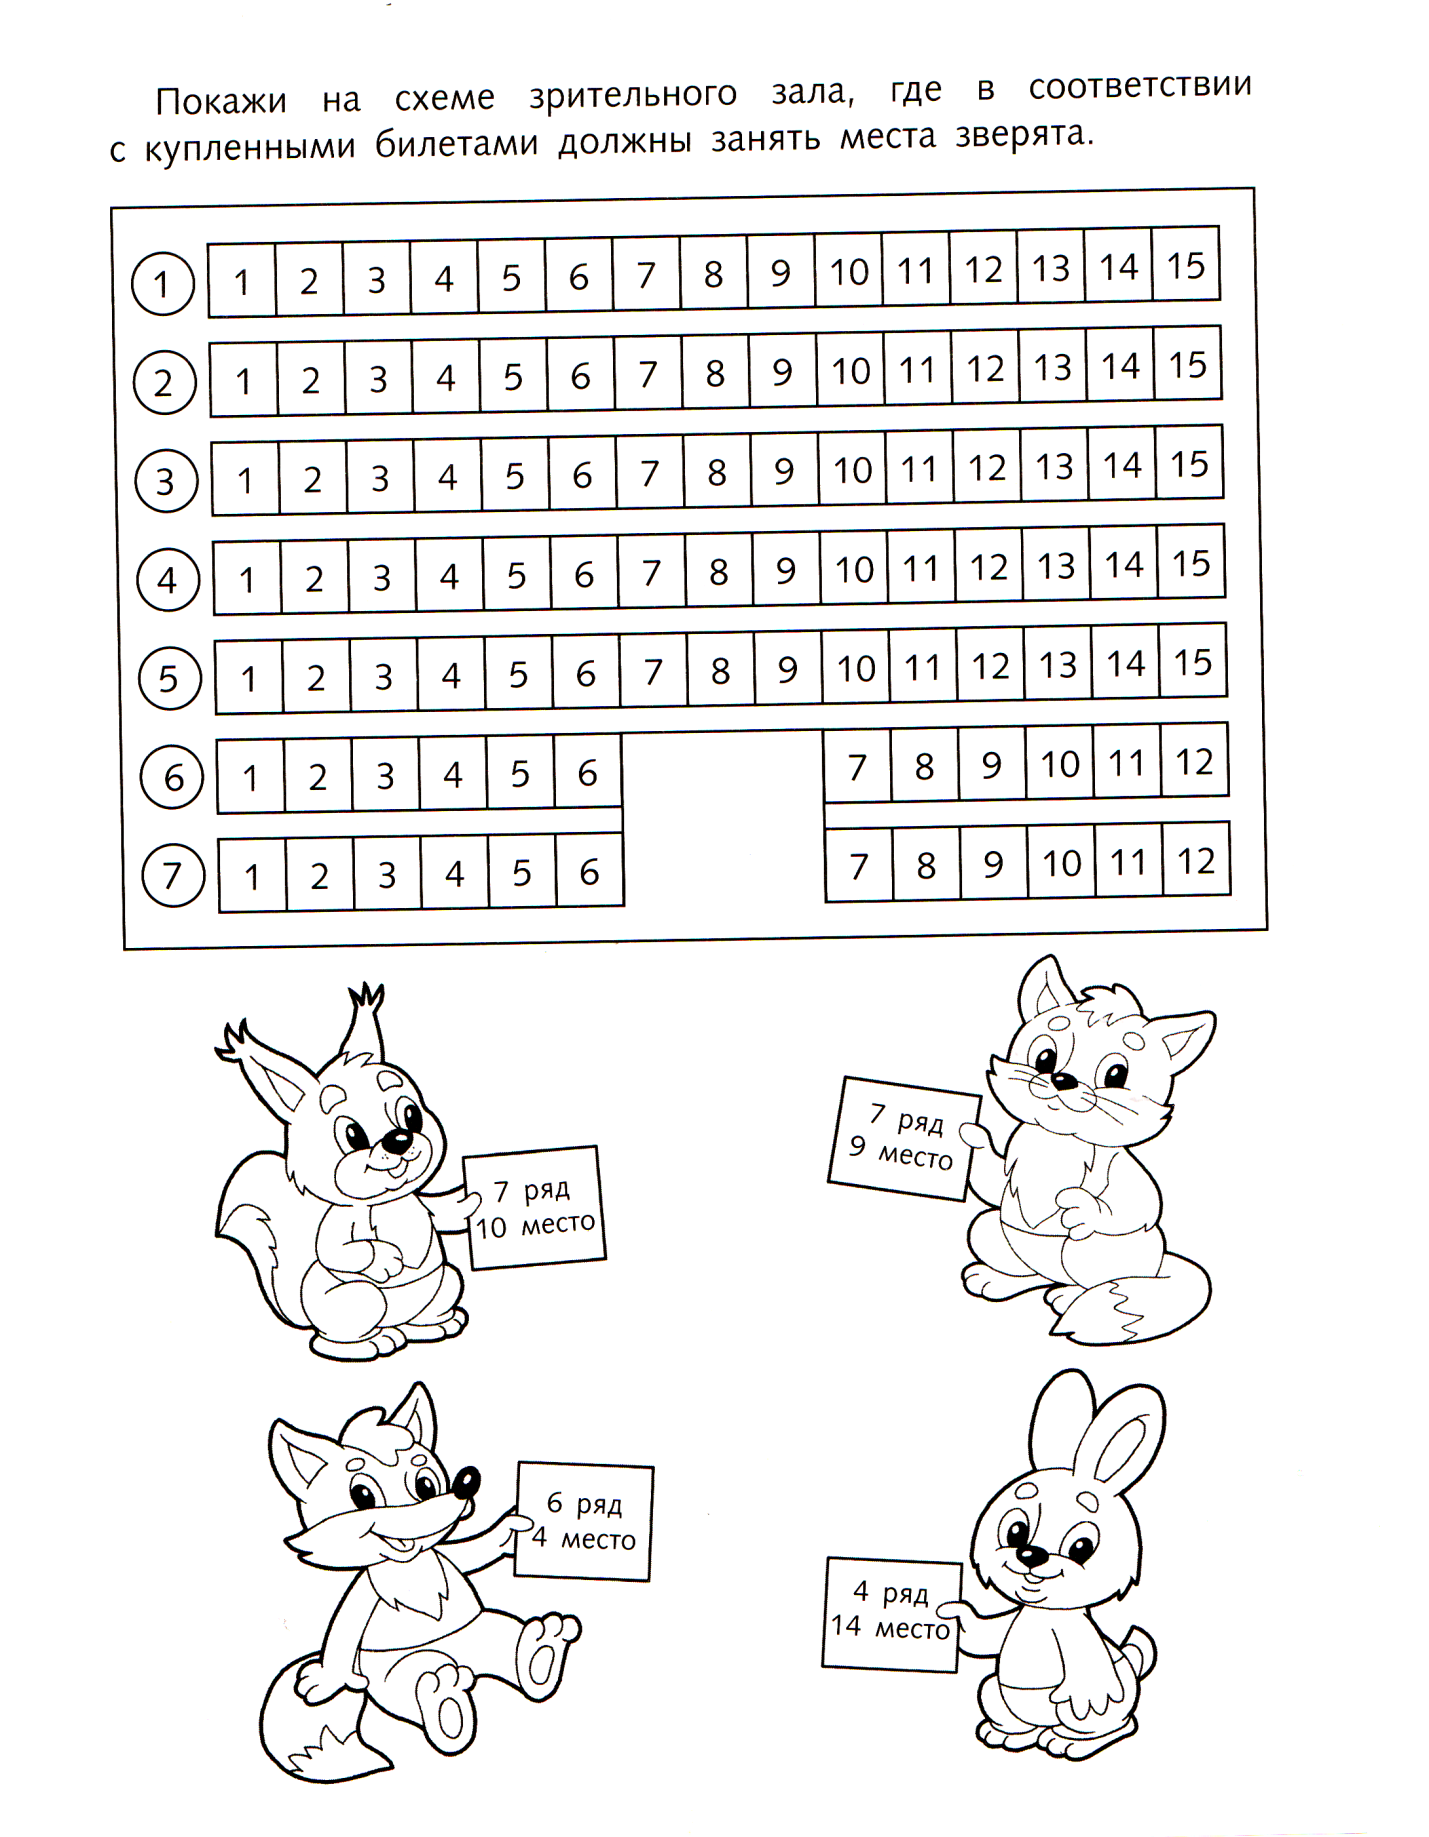 Покажи на схеме зрительного зала, где в соответствии
с купленными билетами должны занять места зверята.
1 1 2 3 4 5 6 7 8 9 10 11 12 13 14 15
2 1 2 3 4 5 6 7 8 9 10 11 12 13 14 15
3 1 2 3 4 5 6 7 8 9 10 11 12 13 14 15
4 1 2 3 4 5 6 7 8 9 10 11 12 13 14 15
5 1 2 3 4 5 6 7 8 9 10 11 12 13 14 15
6 1 2 3 4 5 6 7 8 9 10 11 12
7 1 2 3 4 5 6 7 8 9 10 11 12
7 ряд
10 место
7 ряд
9 место
6 ряд
4 место
4 ряд
14 место